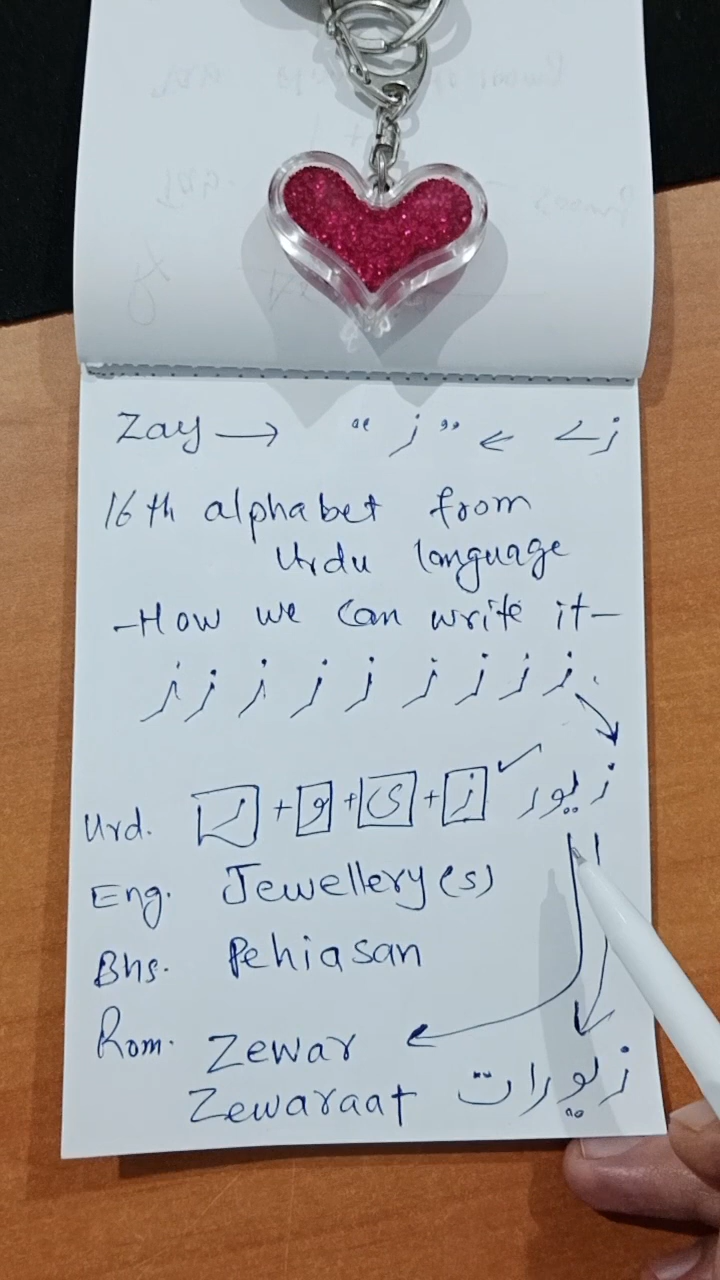 Zay → “ ز ” ← زے
16th alphabet from
Urdu language
-How we can write it-
ز ز ز ز ز ز ز ز ز
Urd. ر + و + ی + ز ✓ زیور
Eng. Jewellery(s)
Bhs. Pehiasan
Rom. Zewar
Zewaraat زیورات